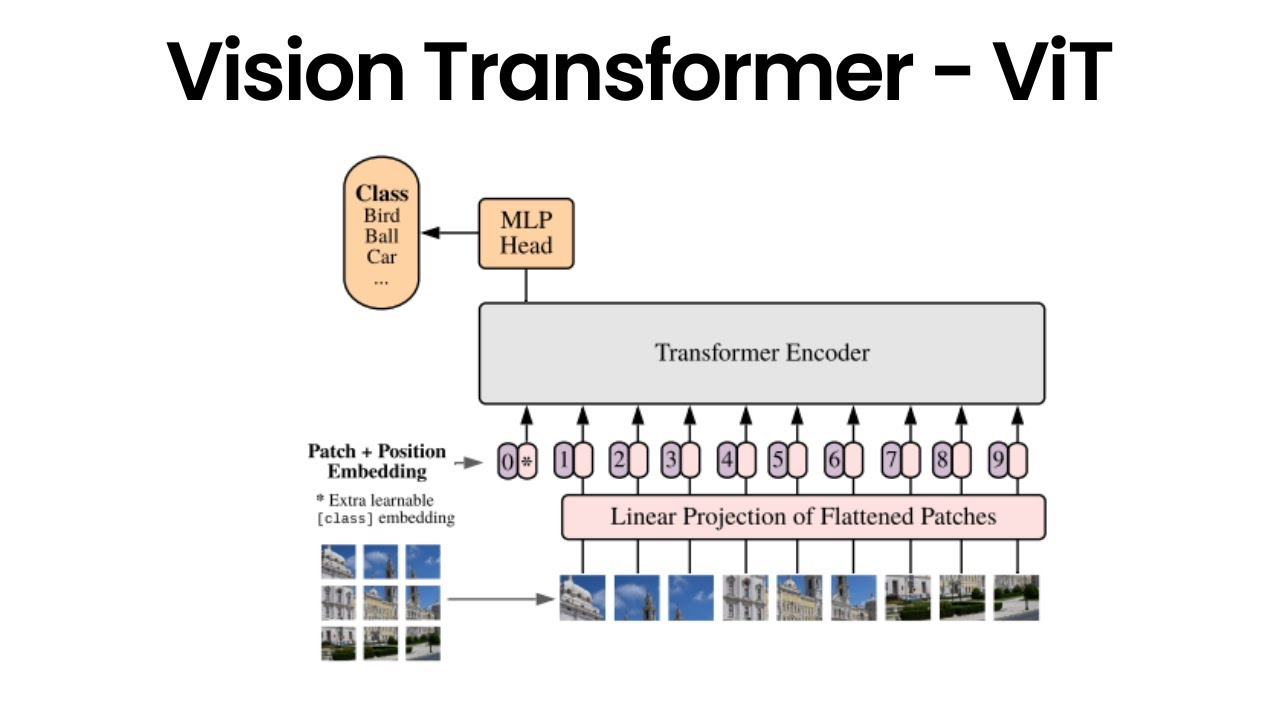 Vision Transformer - ViT
Class
Bird
Ball
Car
...
MLP
Head
Transformer Encoder
Patch + Position
Embedding
0 * 1 2 3 4 5 6 7 8 9
* Extra learnable
[class] embedding
Linear Projection of Flattened Patches